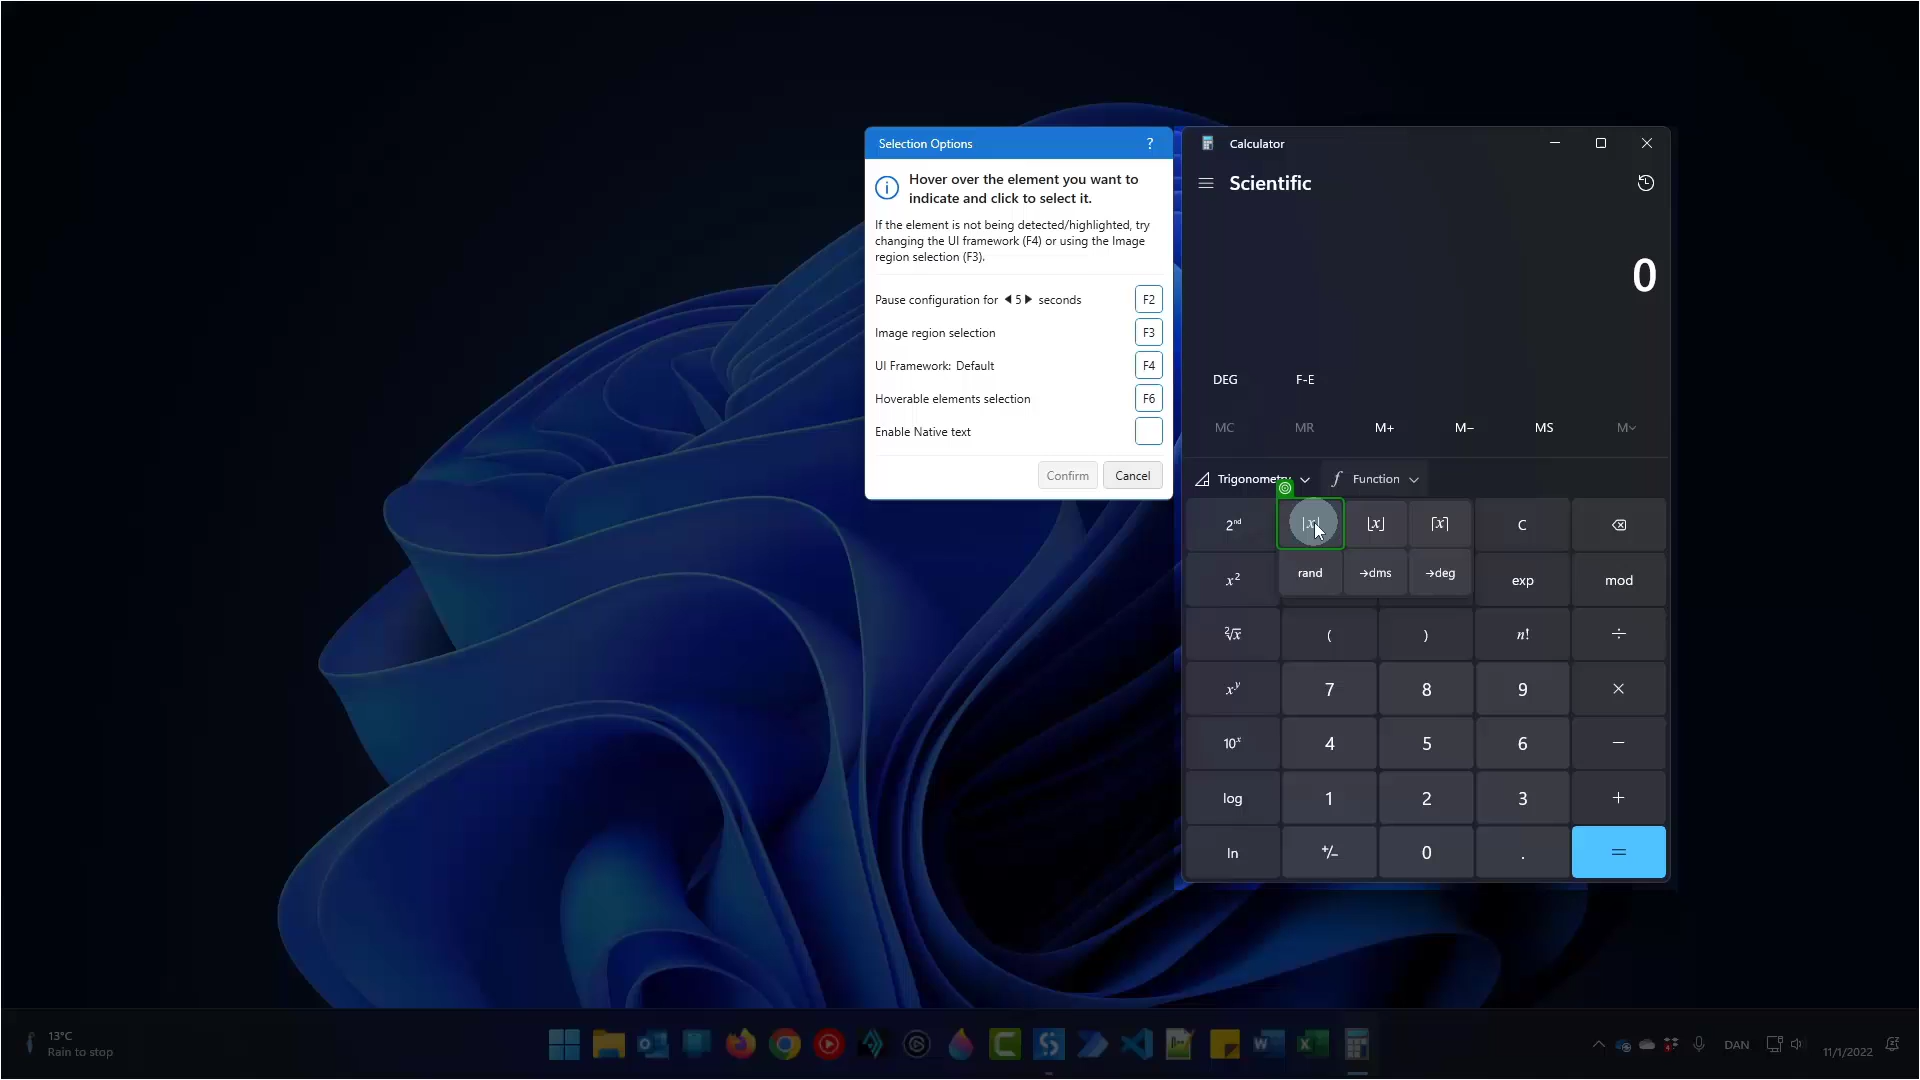 Selection Options ?
Hover over the element you want to
indicate and click to select it.
If the element is not being detected/highlighted, try
changing the UI framework (F4) or using the Image
region selection (F3).
Pause configuration for 5 seconds F2
Image region selection F3
UI Framework: Default F4
Hoverable elements selection F6
Enable Native text
Confirm Cancel
Calculator
Scientific
0
DEG F-E
MC MR M+ M− MS M
Trigonometry Function
2nd |x| ⌊x⌋ ⌈x⌉ C
rand →dms →deg
x² exp mod
²√x ( ) n! ÷
xʸ 7 8 9 ×
10ˣ 4 5 6 −
log 1 2 3 +
ln +/− 0 . =
13°C
Rain to stop
DAN
11/1/2022